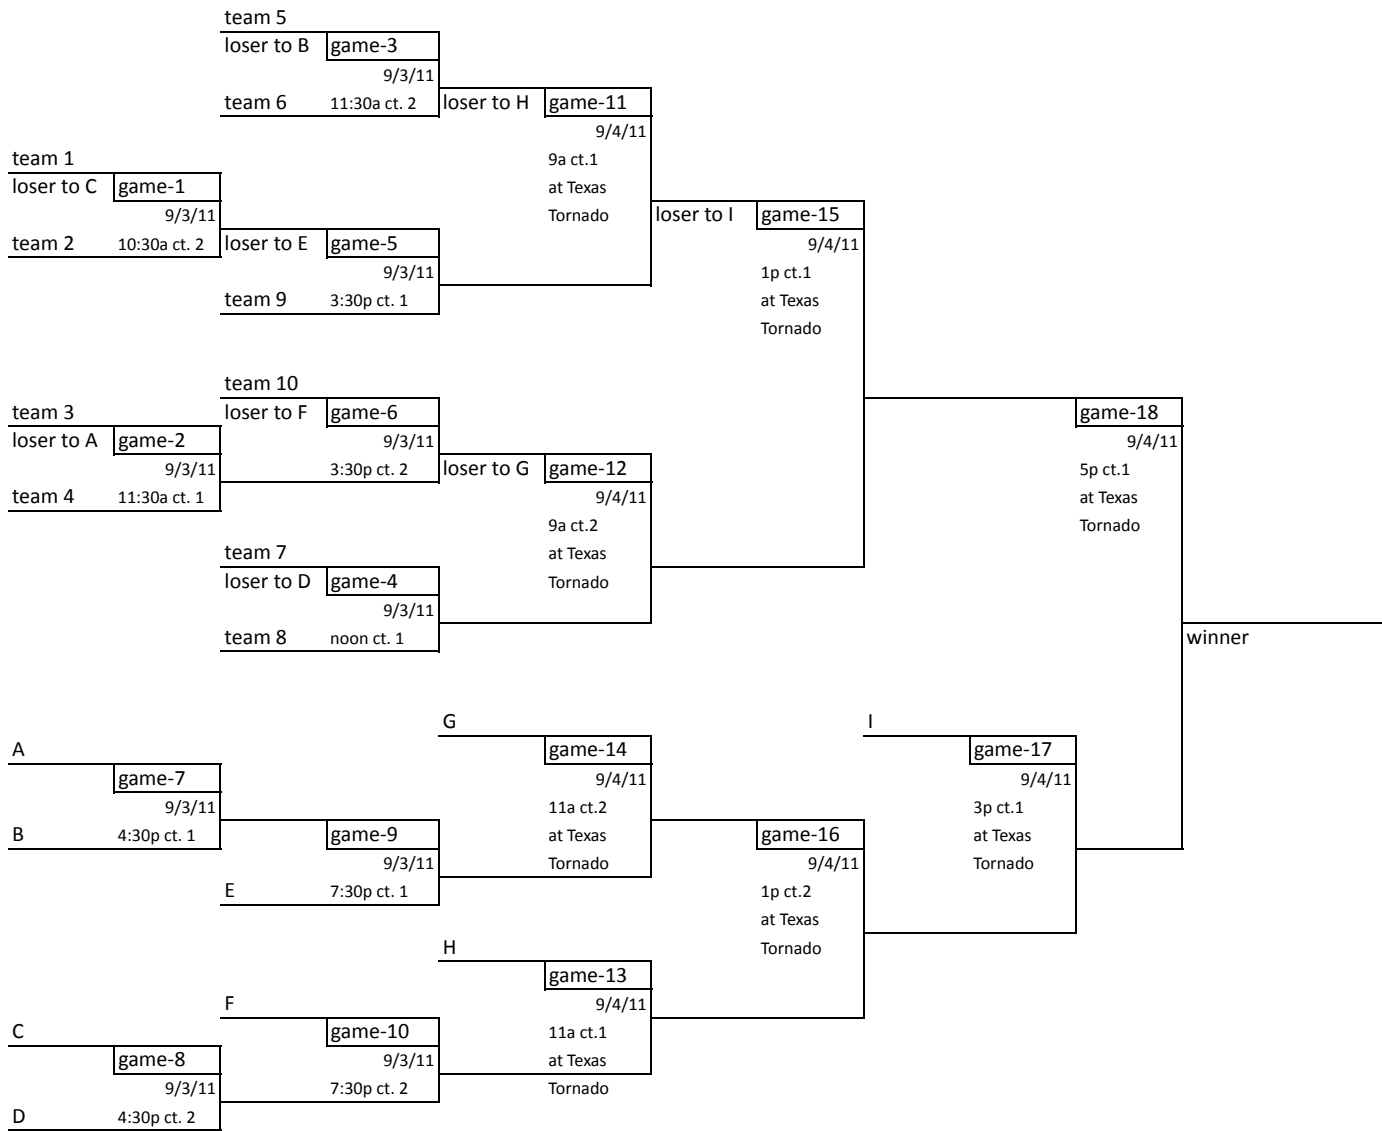 team 5
loser to B game-3
9/3/11
team 6 11:30a ct. 2 loser to H game-11
9/4/11
team 1 9a ct.1
loser to C game-1 at Texas
9/3/11 Tornado loser to I game-15
team 2 10:30a ct. 2 loser to E game-5 9/4/11
9/3/11 1p ct.1
team 9 3:30p ct. 1 at Texas
Tornado
team 10
team 3 loser to F game-6 game-18
loser to A game-2 9/3/11 9/4/11
9/3/11 3:30p ct. 2 loser to G game-12 5p ct.1
team 4 11:30a ct. 1 9/4/11 at Texas
9a ct.2 Tornado
team 7 at Texas
loser to D game-4 Tornado
9/3/11
team 8 noon ct. 1 winner
G I
A game-14 game-17
game-7 9/4/11 9/4/11
9/3/11 11a ct.2 3p ct.1
B 4:30p ct. 1 game-9 at Texas game-16 at Texas
9/3/11 Tornado 9/4/11 Tornado
E 7:30p ct. 1 1p ct.2
at Texas
H Tornado
game-13
F 9/4/11
C game-10 11a ct.1
game-8 9/3/11 at Texas
9/3/11 7:30p ct. 2 Tornado
D 4:30p ct. 2